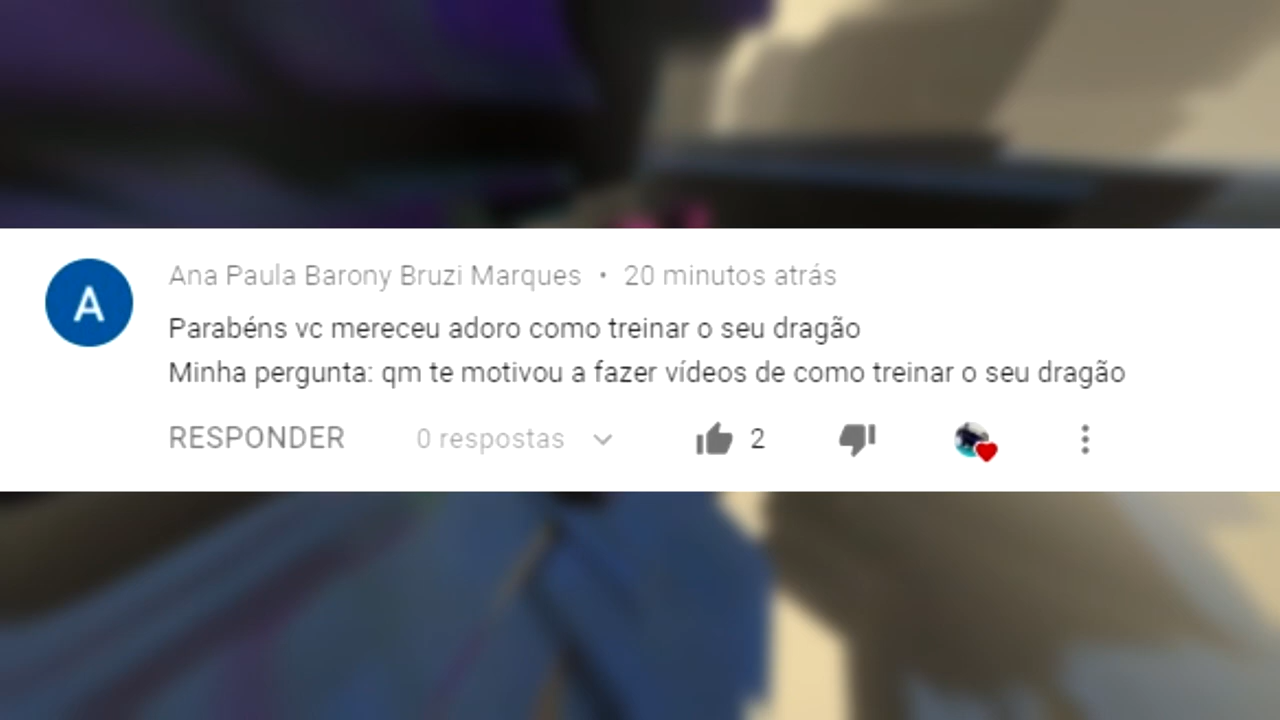 A
Ana Paula Barony Bruzi Marques • 20 minutos atrás
Parabéns vc mereceu adoro como treinar o seu dragão
Minha pergunta: qm te motivou a fazer vídeos de como treinar o seu dragão
RESPONDER 0 respostas 2